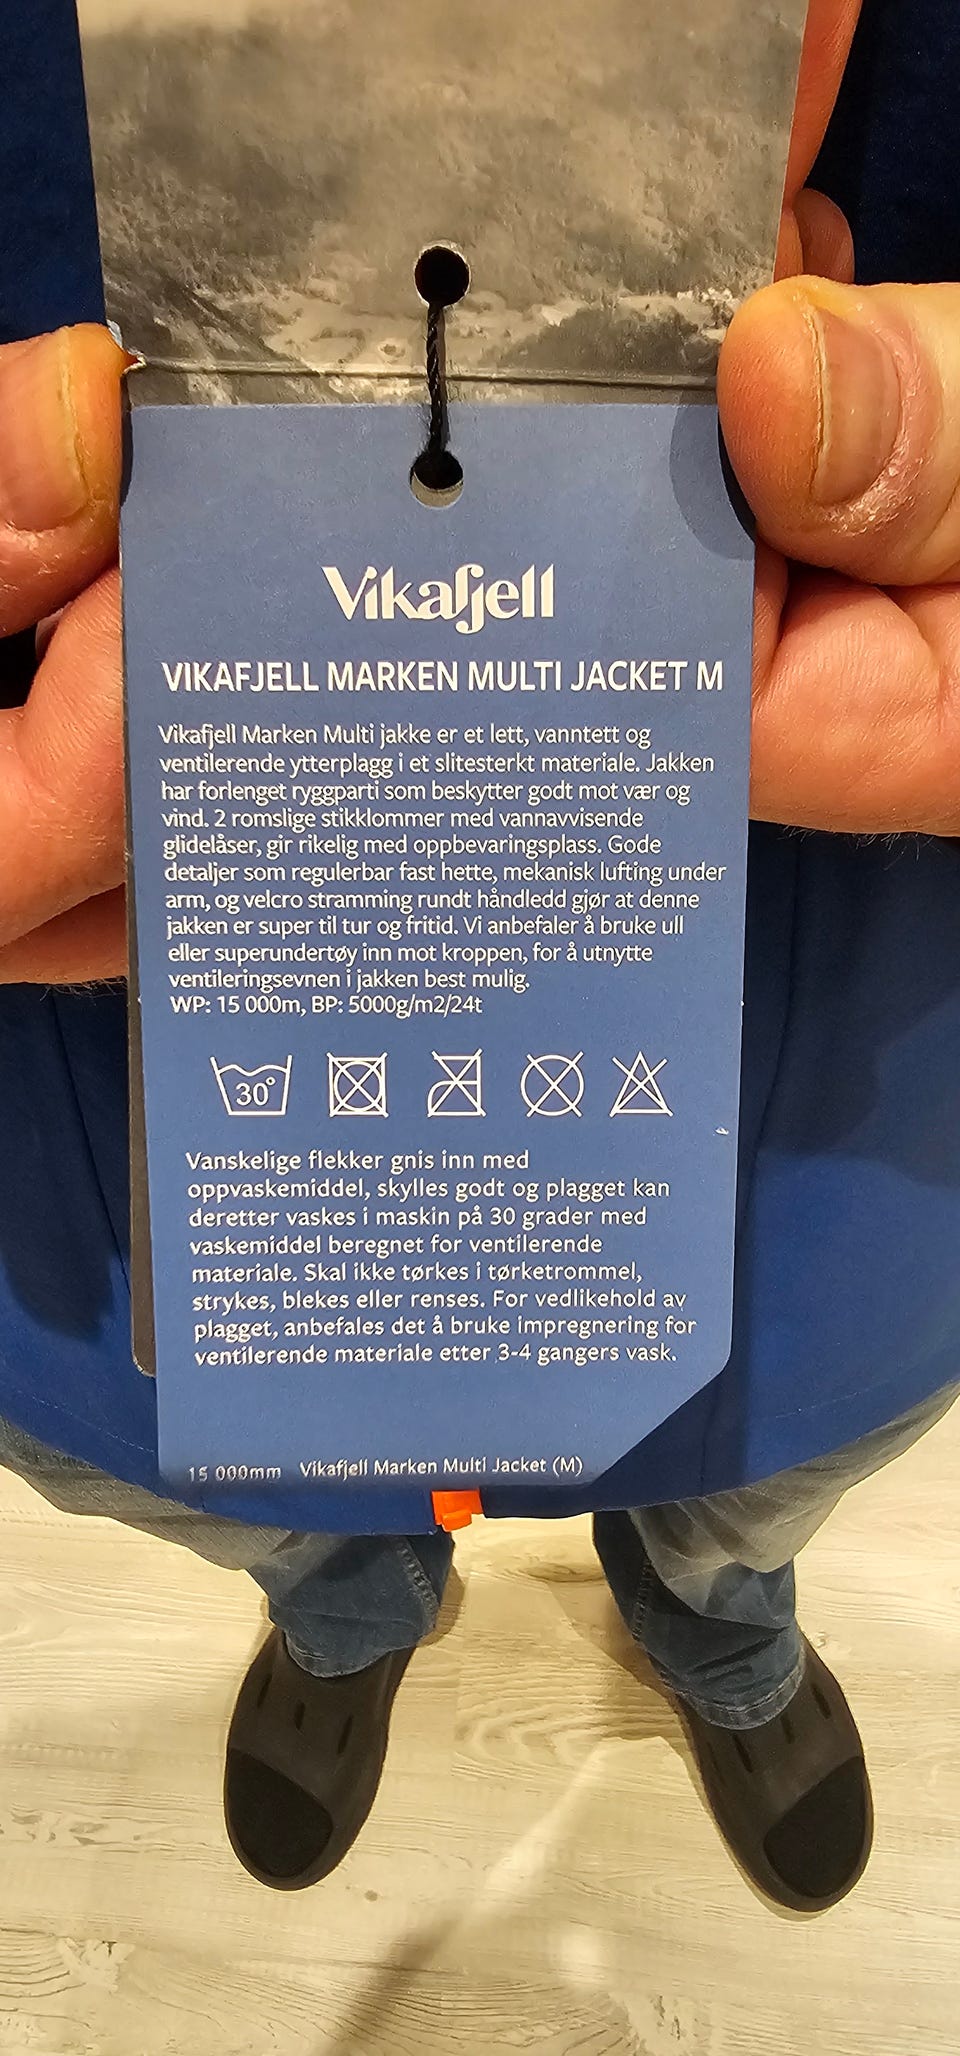 Vikafjell
VIKAFJELL MARKEN MULTI JACKET M
Vikafjell Marken Multi jakke er et lett, vanntett og
ventilerende ytterplagg i et slitesterkt materiale. Jakken
har forlenget ryggparti som beskytter godt mot vær og
vind. 2 romslige stikklommer med vannavvisende
glidelåser, gir rikelig med oppbevaringsplass. Gode
detaljer som regulerbar fast hette, mekanisk lufting under
arm, og velcro stramming rundt håndledd gjør at denne
jakken er super til tur og fritid. Vi anbefaler å bruke ull
eller superundertøy inn mot kroppen, for å utnytte
ventileringsevnen i jakken best mulig.
WP: 15 000m, BP: 5000g/m2/24t
30°
Vanskelige flekker gnis inn med
oppvaskemiddel, skylles godt og plagget kan
deretter vaskes i maskin på 30 grader med
vaskemiddel beregnet for ventilerende
materiale. Skal ikke tørkes i tørketrommel,
strykes, blekes eller renses. For vedlikehold av
plagget, anbefales det å bruke impregnering for
ventilerende materiale etter 3-4 gangers vask.
15 000mm Vikafjell Marken Multi Jacket (M)